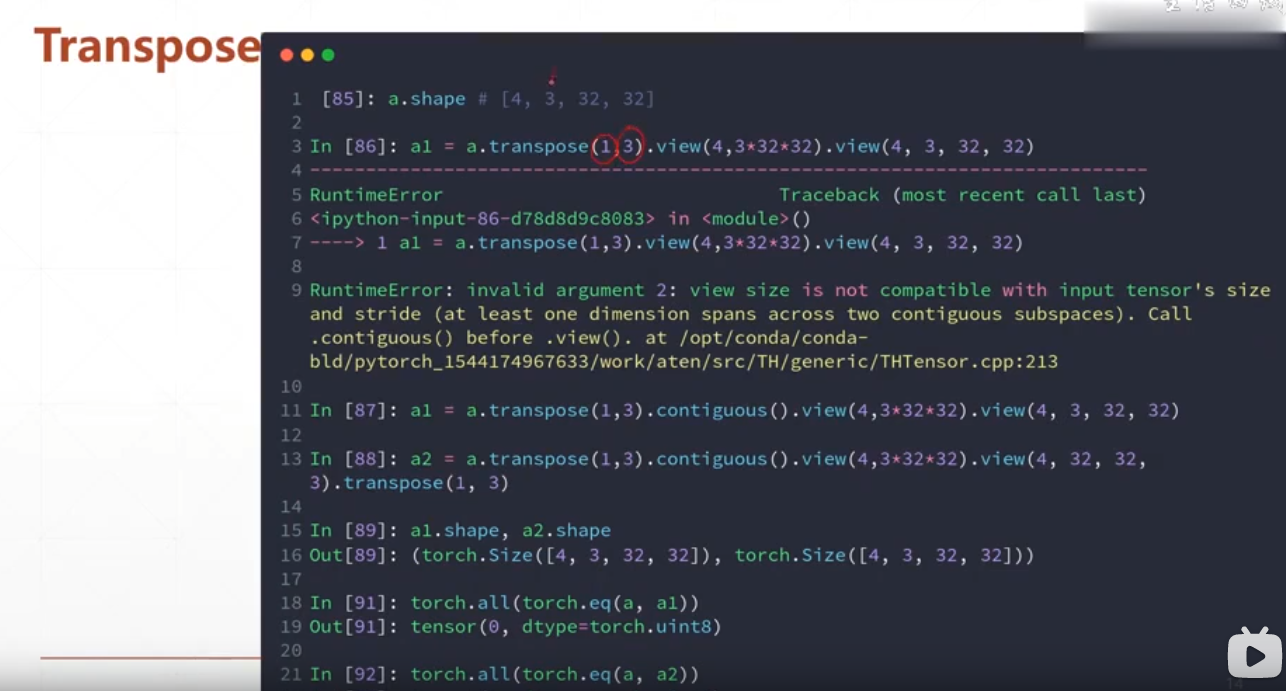 Transpose
1 [85]: a.shape # [4, 3, 32, 32]
2
3 In [86]: a1 = a.transpose(1,3).view(4,3*32*32).view(4, 3, 32, 32)
4 --------------------------------------------------------------------------
5 RuntimeError Traceback (most recent call last)
6 <ipython-input-86-d78d8d9c8083> in <module>()
7 ----> 1 a1 = a.transpose(1,3).view(4,3*32*32).view(4, 3, 32, 32)
8
9 RuntimeError: invalid argument 2: view size is not compatible with input tensor's size
and stride (at least one dimension spans across two contiguous subspaces). Call
.contiguous() before .view(). at /opt/conda/conda-
bld/pytorch_1544174967633/work/aten/src/TH/generic/THTensor.cpp:213
10
11 In [87]: a1 = a.transpose(1,3).contiguous().view(4,3*32*32).view(4, 3, 32, 32)
12
13 In [88]: a2 = a.transpose(1,3).contiguous().view(4,3*32*32).view(4, 32, 32,
3).transpose(1, 3)
14
15 In [89]: a1.shape, a2.shape
16 Out[89]: (torch.Size([4, 3, 32, 32]), torch.Size([4, 3, 32, 32]))
17
18 In [91]: torch.all(torch.eq(a, a1))
19 Out[91]: tensor(0, dtype=torch.uint8)
20
21 In [92]: torch.all(torch.eq(a, a2))